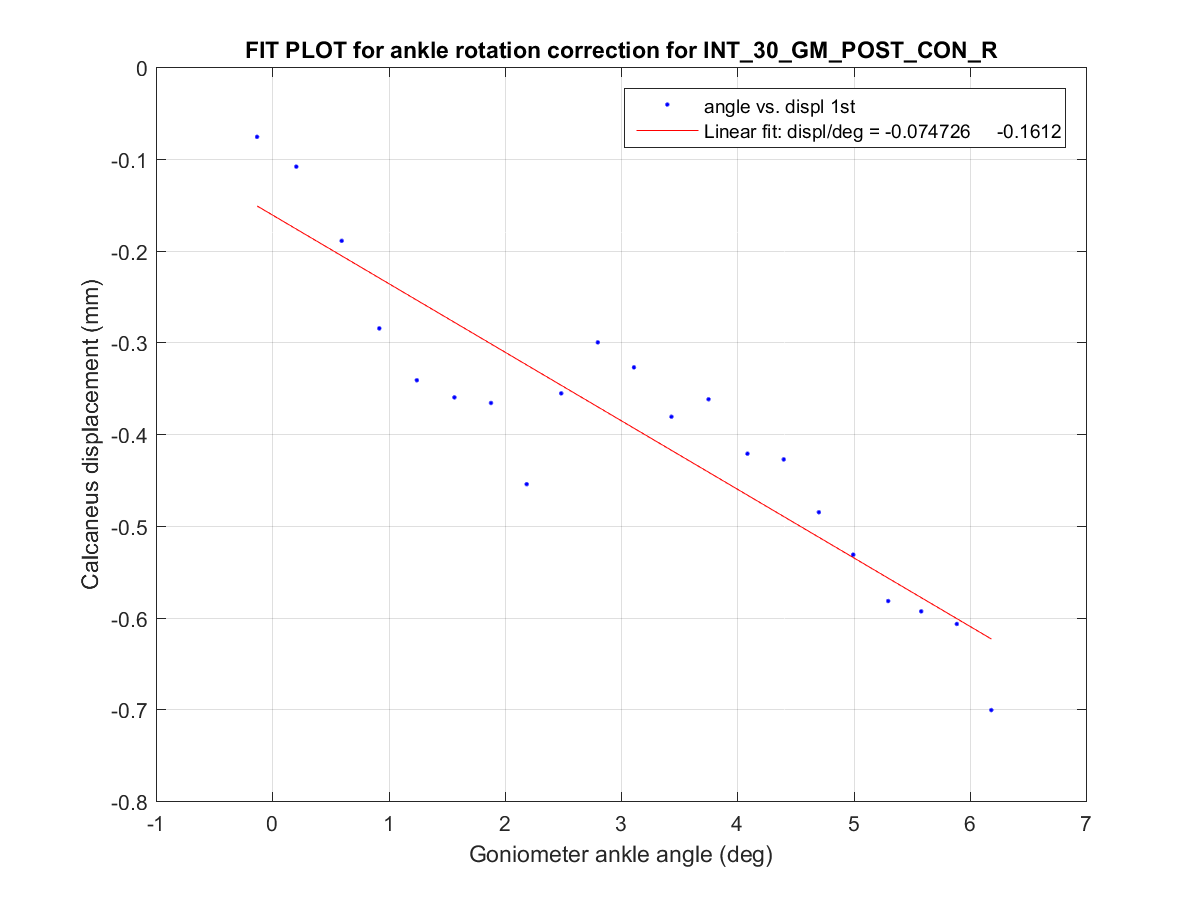 FIT PLOT for ankle rotation correction for INT_30_GM_POST_CON_R
angle vs. displ 1st
Linear fit: displ/deg = -0.074726 -0.1612
0
-0.1
-0.2
-0.3
-0.4
-0.5
-0.6
-0.7
-0.8
Calcaneus displacement (mm)
-1 0 1 2 3 4 5 6 7
Goniometer ankle angle (deg)